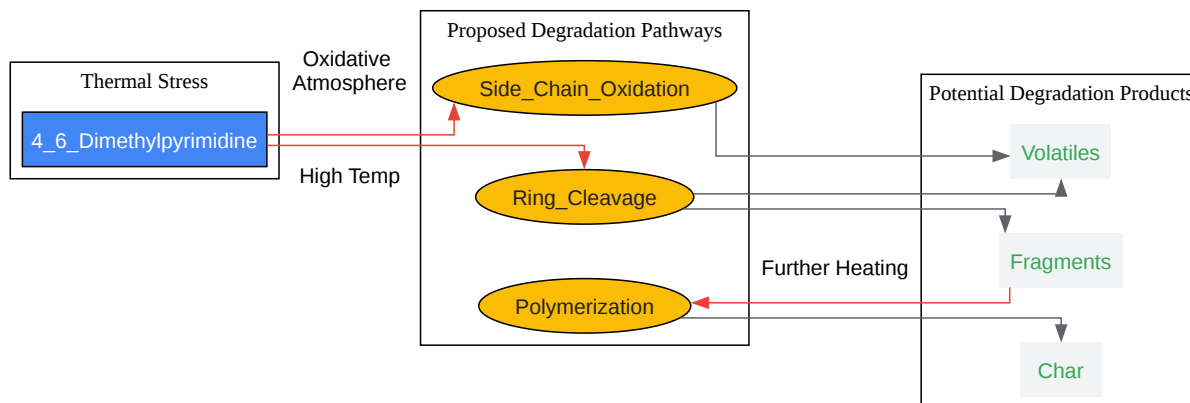 Thermal Stress
4_6_Dimethylpyrimidine
Oxidative
Atmosphere
High Temp
Proposed Degradation Pathways
Side_Chain_Oxidation
Ring_Cleavage
Polymerization
Further Heating
Potential Degradation Products
Volatiles
Fragments
Char